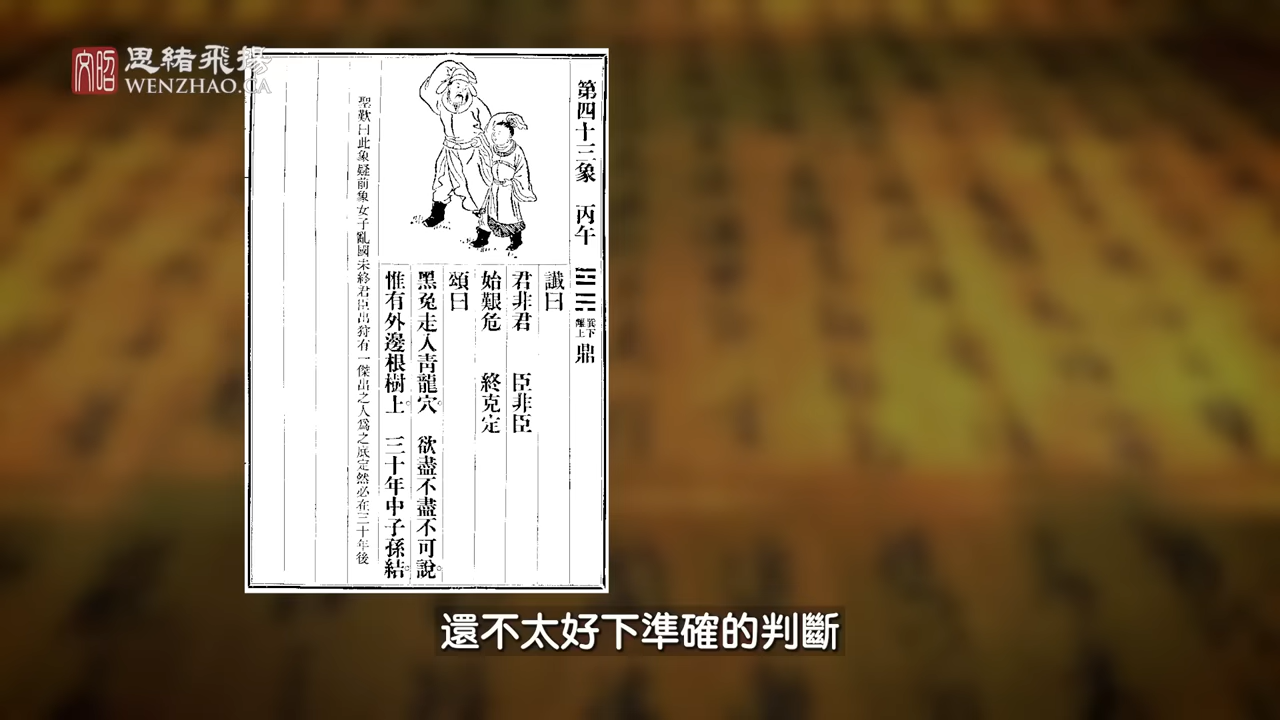 文昭
思緒飛揚
WENZHAO.CA
第四十三象 丙午
巽下
離上
鼎
讖曰
君非君 臣非臣
始艱危 終克定
頌曰
黑兔走入青龍穴。 欲盡不盡不可說。
惟有外邊根樹上。 三十年中子孫結。
聖歎曰此象疑前象女子亂國未終君臣出狩有一傑出之人為之底定然必在三十年後
還不太好下準確的判斷